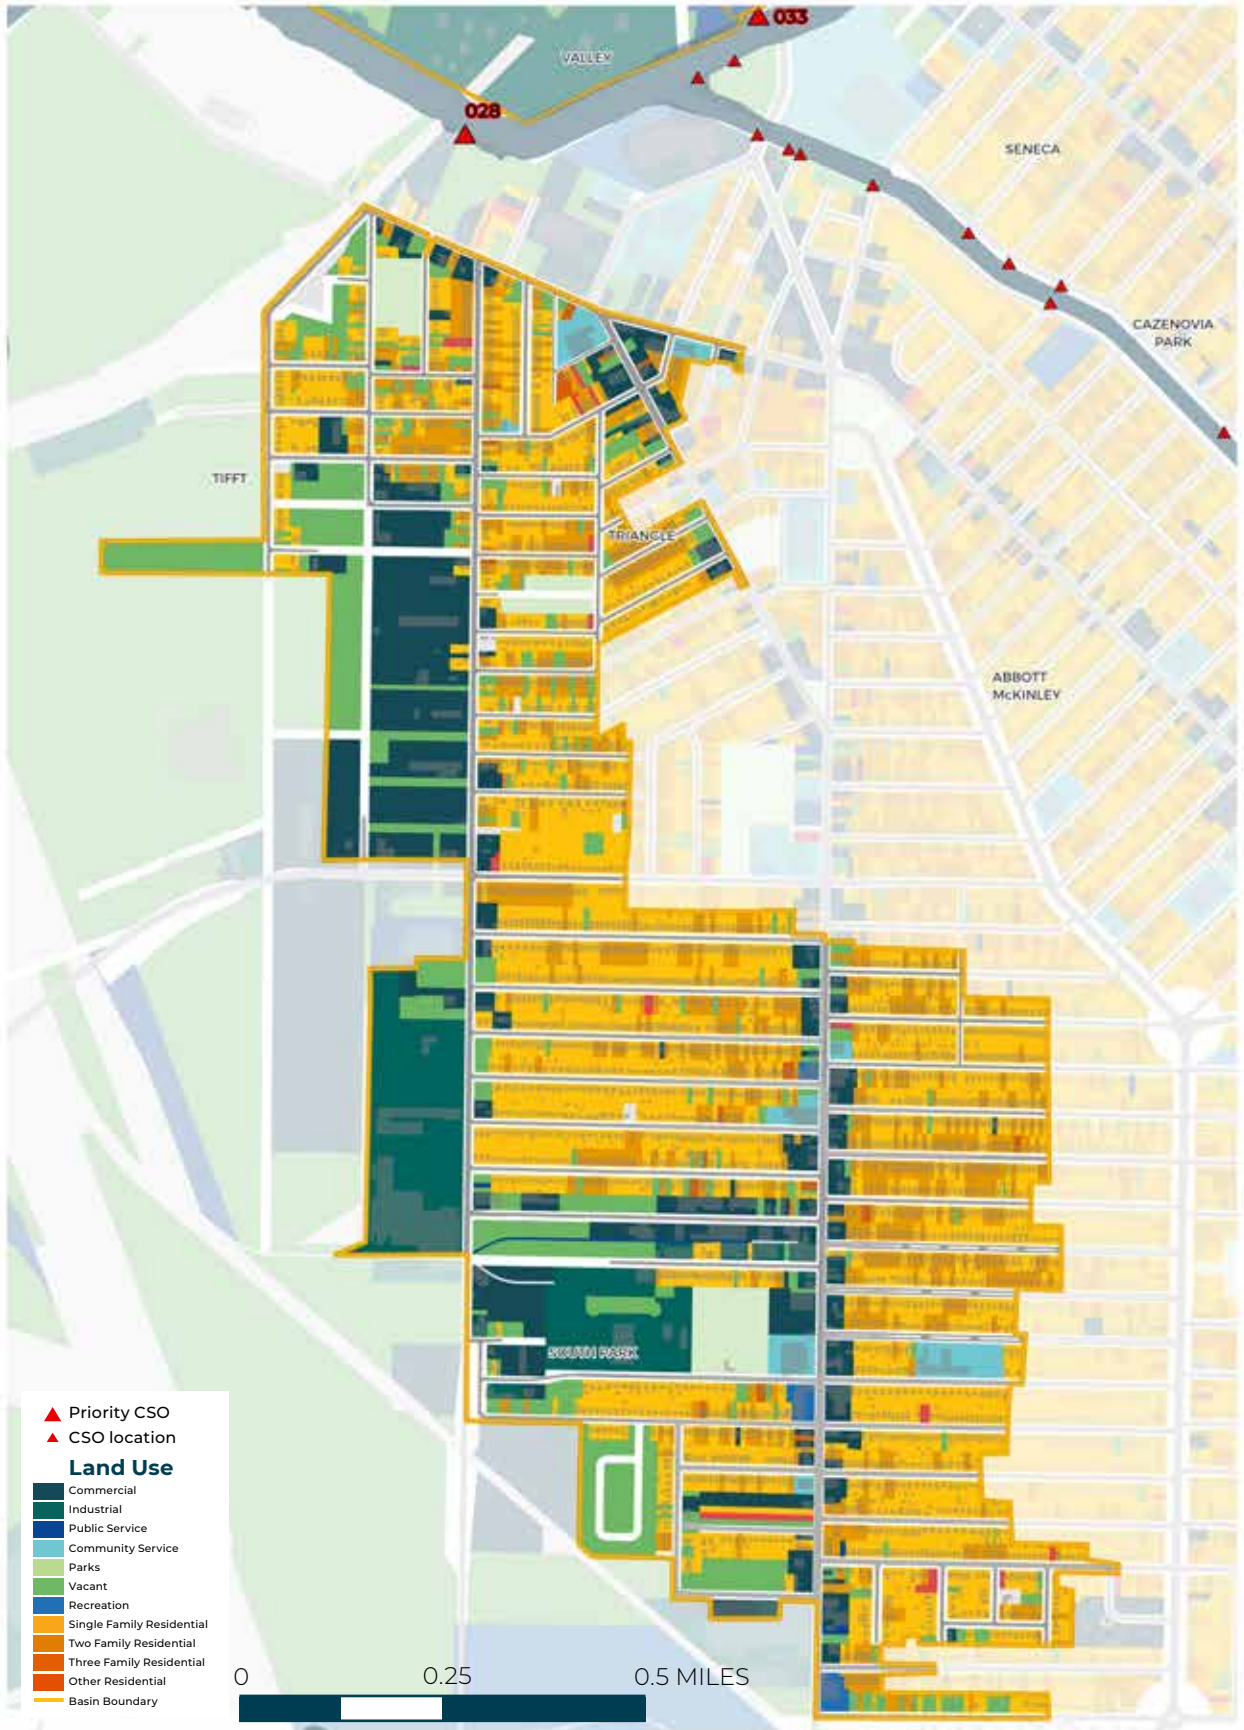 033
VALLEY
028
SENECA
CAZENOVIA
PARK
TIFFT
TRIANGLE
ABBOTT
McKINLEY
SOUTH PARK
Priority CSO
CSO location
Land Use
Commercial
Industrial
Public Service
Community Service
Parks
Vacant
Recreation
Single Family Residential
Two Family Residential
Three Family Residential
Other Residential
Basin Boundary
0 0.25 0.5 MILES